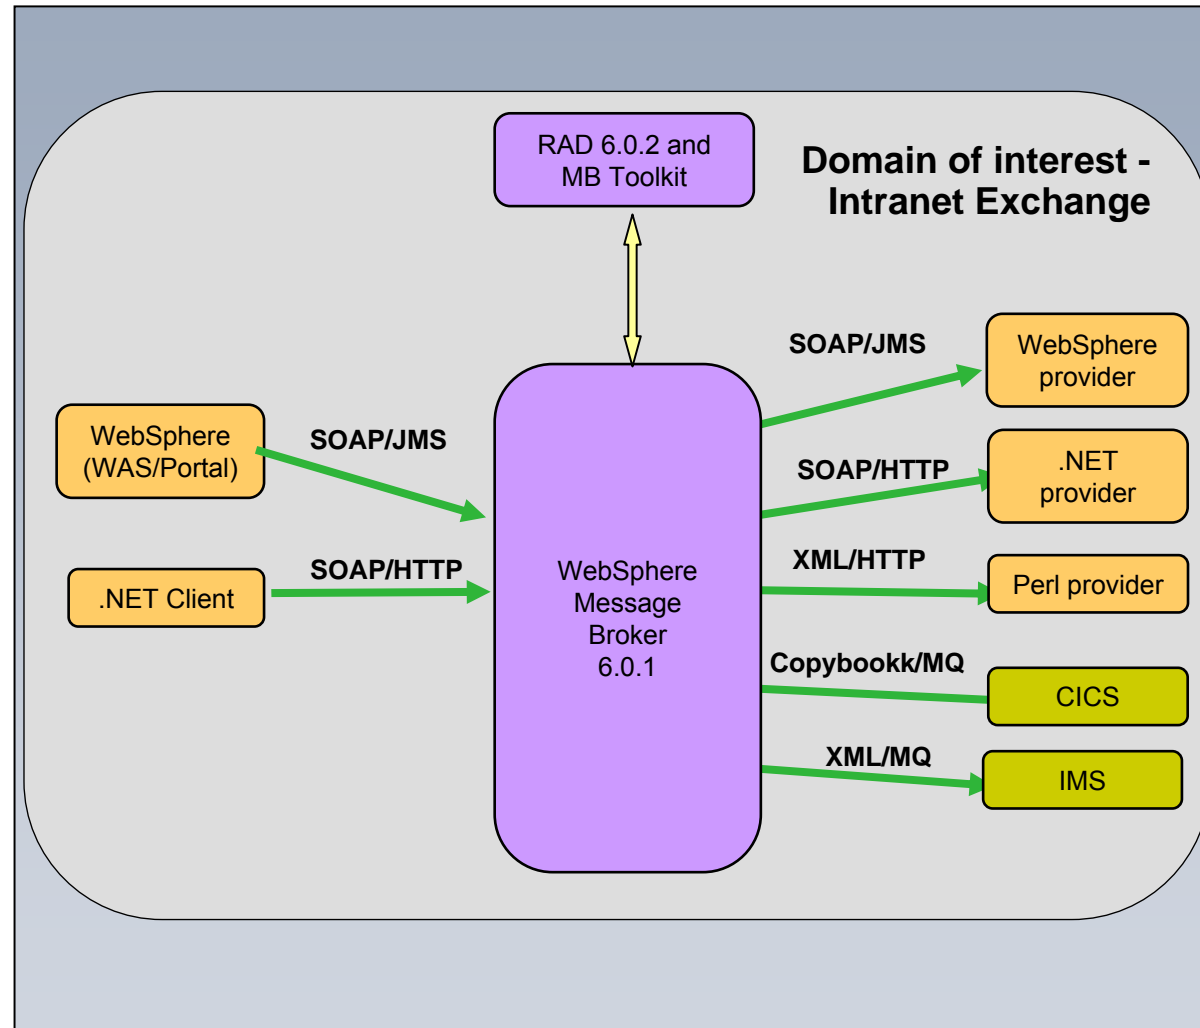 RAD 6.0.2 and
MB Toolkit
Domain of interest -
Intranet Exchange
SOAP/JMS
WebSphere
provider
WebSphere
(WAS/Portal)
SOAP/JMS
SOAP/HTTP
.NET
provider
SOAP/HTTP
.NET Client
WebSphere
Message
Broker
6.0.1
XML/HTTP
Perl provider
Copybookk/MQ
CICS
XML/MQ
IMS